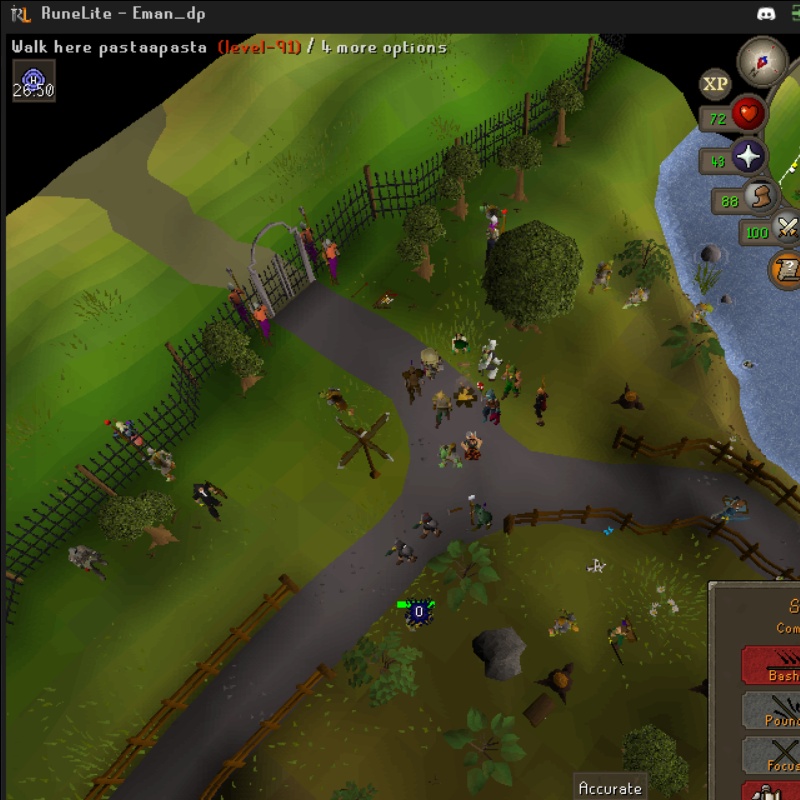 RuneLite - Eman_dp
Walk here pastaapasta (level-91) / 4 more options
26:50
XP
72
43
88
100
0
Bash
Focus
Accurate